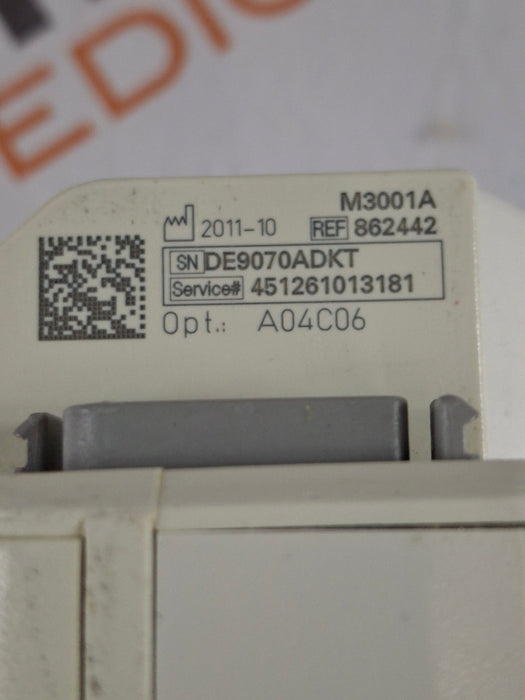 EDIC
M3001A
2011-10 REF 862442
SN DE9070ADKT
Service# 451261013181
Opt.: A04C06